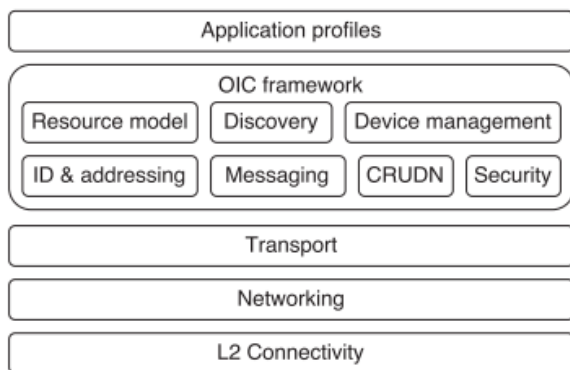 Application profiles
OIC framework
Resource model Discovery Device management
ID & addressing Messaging CRUDN Security
Transport
Networking
L2 Connectivity